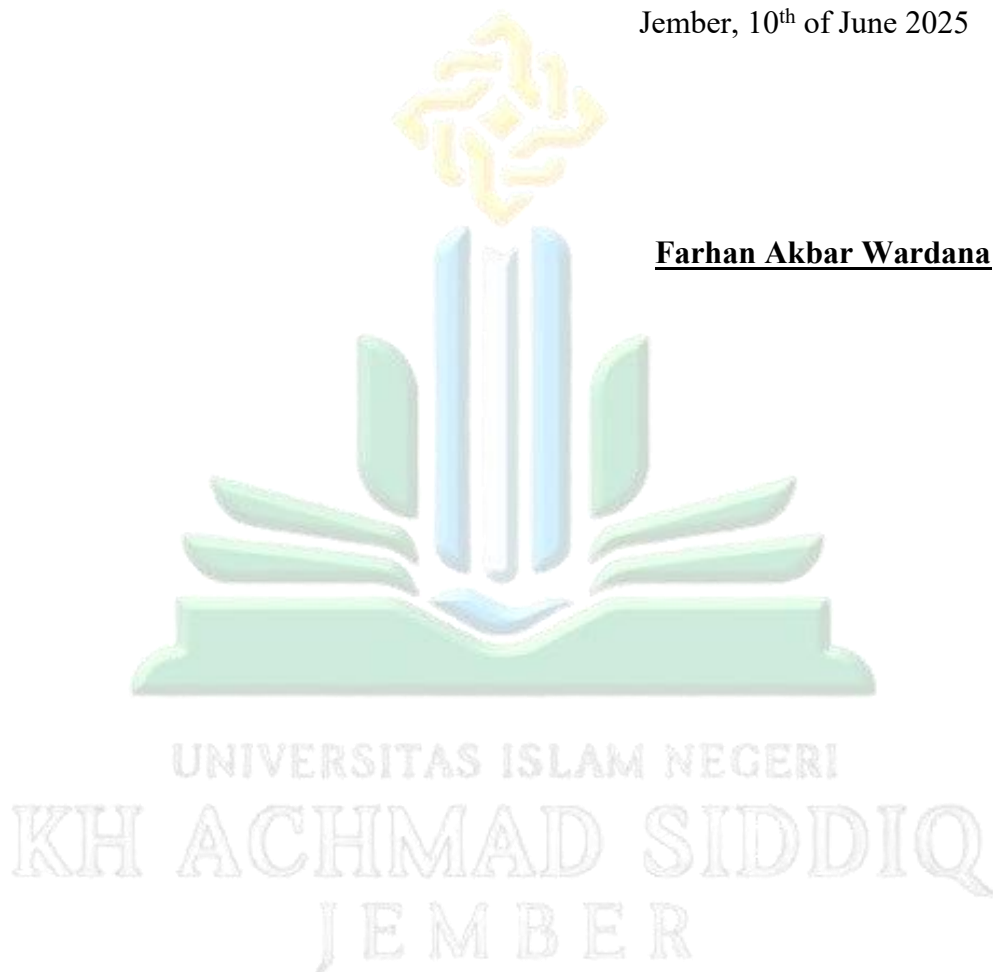 Jember, 10th of June 2025
Farhan Akbar Wardana
UNIVERSITAS ISLAM NEGERI
KH ACHMAD SIDDIQ
JEMBER